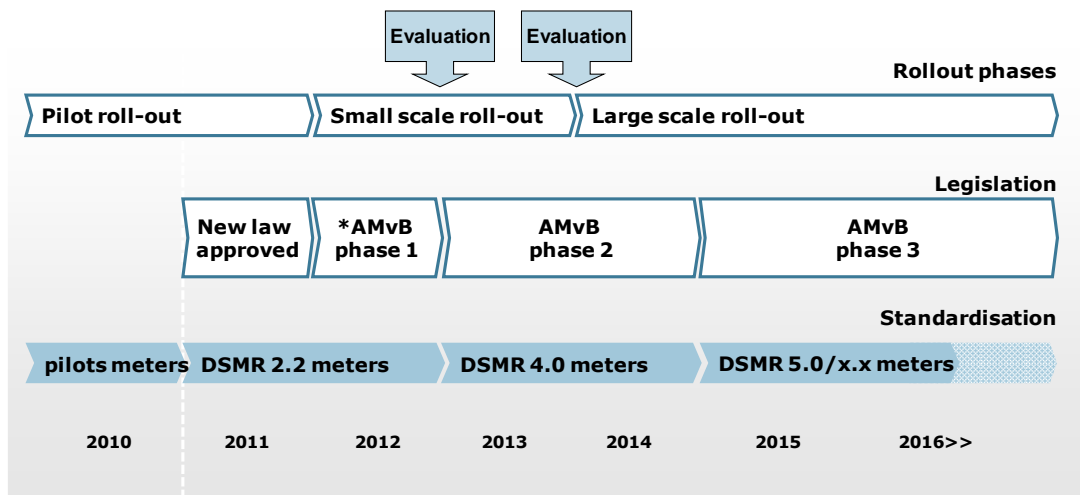 Evaluation
Evaluation
Rollout phases
Pilot roll-out
Small scale roll-out
Large scale roll-out
Legislation
New law
approved
*AMvB
phase 1
AMvB
phase 2
AMvB
phase 3
Standardisation
pilots meters
DSMR 2.2 meters
DSMR 4.0 meters
DSMR 5.0/x.x meters
2010
2011
2012
2013
2014
2015
2016>>